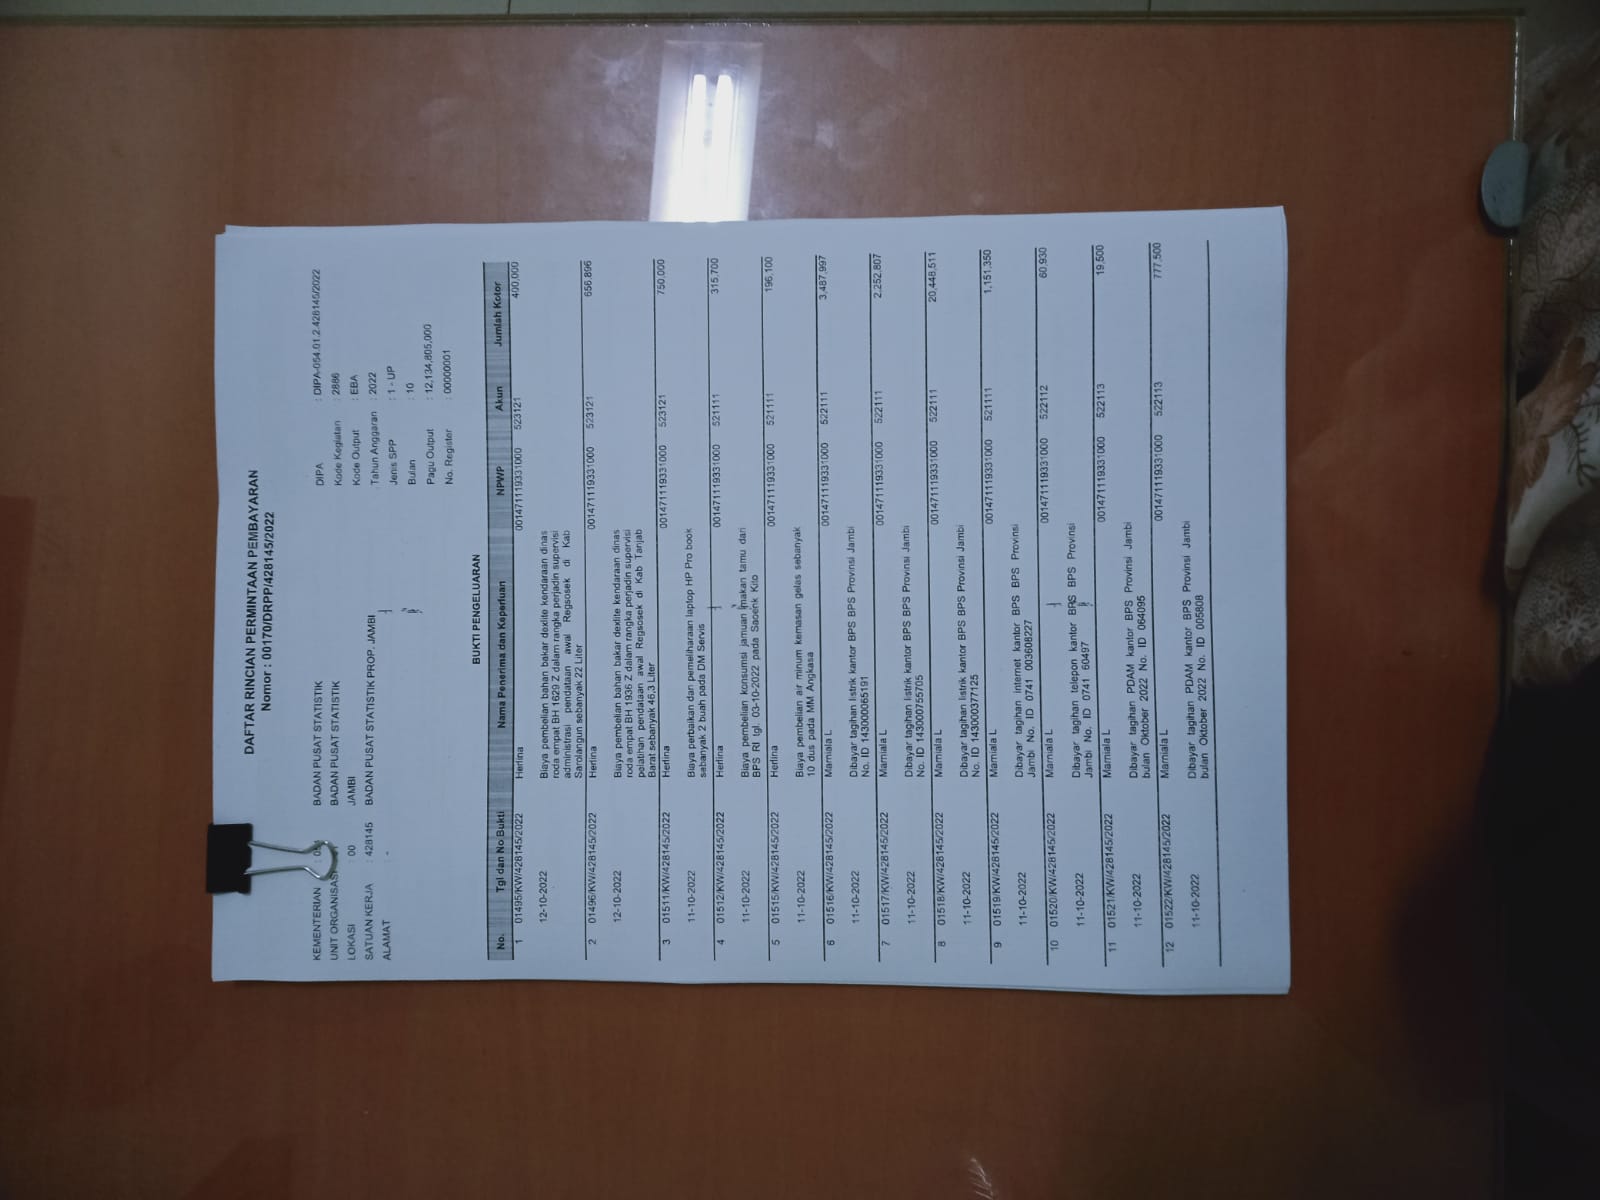 DAFTAR RINCIAN PERMINTAAN PEMBAYARAN
Nomor : 00170/DRPP/428145/2022
KEMENTERIAN : BADAN PUSAT STATISTIK
UNIT ORGANISASI BADAN PUSAT STATISTIK
LOKASI : 00 JAMBI
SATUAN KERJA : 428145 BADAN PUSAT STATISTIK PROP. JAMBI
ALAMAT : -
DIPA : DIPA-054.01.2.428145/2022
Kode Kegiatan : 2886
Kode Output : EBA
Tahun Anggaran : 2022
Jenis SPP : 1 - UP
Bulan : 10
Pagu Output : 12,134,805,000
No. Register : 00000001
BUKTI PENGELUARAN
No. Tgl dan No Bukti Nama Penerima dan Keperluan NPWP Akun Jumlah Kotor
1 01495/KW/428145/2022 Herlina 001471119331000 523121 400,000
12-10-2022 Biaya pembelian bahan bakar dexlite kendaraan dinas
roda empat BH 1629 Z dalam rangka perjadin supervisi
administrasi pendataan awal Regsosek di Kab
Sarolangun sebanyak 22 Liter
2 01496/KW/428145/2022 Herlina 001471119331000 523121 656,896
12-10-2022 Biaya pembelian bahan bakar dexlite kendaraan dinas
roda empat BH 1936 Z dalam rangka perjadin supervisi
pelatihan pendataan awal Regsosek di Kab Tanjab
Barat sebanyak 46,3 Liter
3 01511/KW/428145/2022 Herlina 001471119331000 523121 750,000
11-10-2022 Biaya perbaikan dan pemeliharaan laptop HP Pro book
sebanyak 2 buah pada DM Servis
4 01512/KW/428145/2022 Herlina 001471119331000 521111 315,700
11-10-2022 Biaya pembelian konsumsi jamuan makan tamu dari
BPS RI tgl. 03-10-2022 pada Saoenk Kito
5 01515/KW/428145/2022 Herlina 001471119331000 521111 196,100
11-10-2022 Biaya pembelian air minum kemasan gelas sebanyak
10 dus pada MM Angkasa
6 01516/KW/428145/2022 Marniala L 001471119331000 522111 3,487,997
11-10-2022 Dibayar tagihan listrik kantor BPS BPS Provinsi Jambi
No. ID 143000065191
7 01517/KW/428145/2022 Marniala L 001471119331000 522111 2,252,807
11-10-2022 Dibayar tagihan listrik kantor BPS BPS Provinsi Jambi
No. ID 143000755705
8 01518/KW/428145/2022 Marniala L 001471119331000 522111 20,448,511
11-10-2022 Dibayar tagihan listrik kantor BPS BPS Provinsi Jambi
No. ID 143000377125
9 01519/KW/428145/2022 Marniala L 001471119331000 521111 1,151,350
11-10-2022 Dibayar tagihan internet kantor BPS BPS Provinsi
Jambi No. ID 0741 003608227
10 01520/KW/428145/2022 Marniala L 001471119331000 522112 60,930
11-10-2022 Dibayar tagihan telepon kantor BPS BPS Provinsi
Jambi No. ID 0741 60497
11 01521/KW/428145/2022 Marniala L 001471119331000 522113 19,500
11-10-2022 Dibayar tagihan PDAM kantor BPS Provinsi Jambi
bulan Oktober 2022 No. ID 064095
12 01522/KW/428145/2022 Marniala L 001471119331000 522113 777,500
11-10-2022 Dibayar tagihan PDAM kantor BPS Provinsi Jambi
bulan Oktober 2022 No. ID 005808